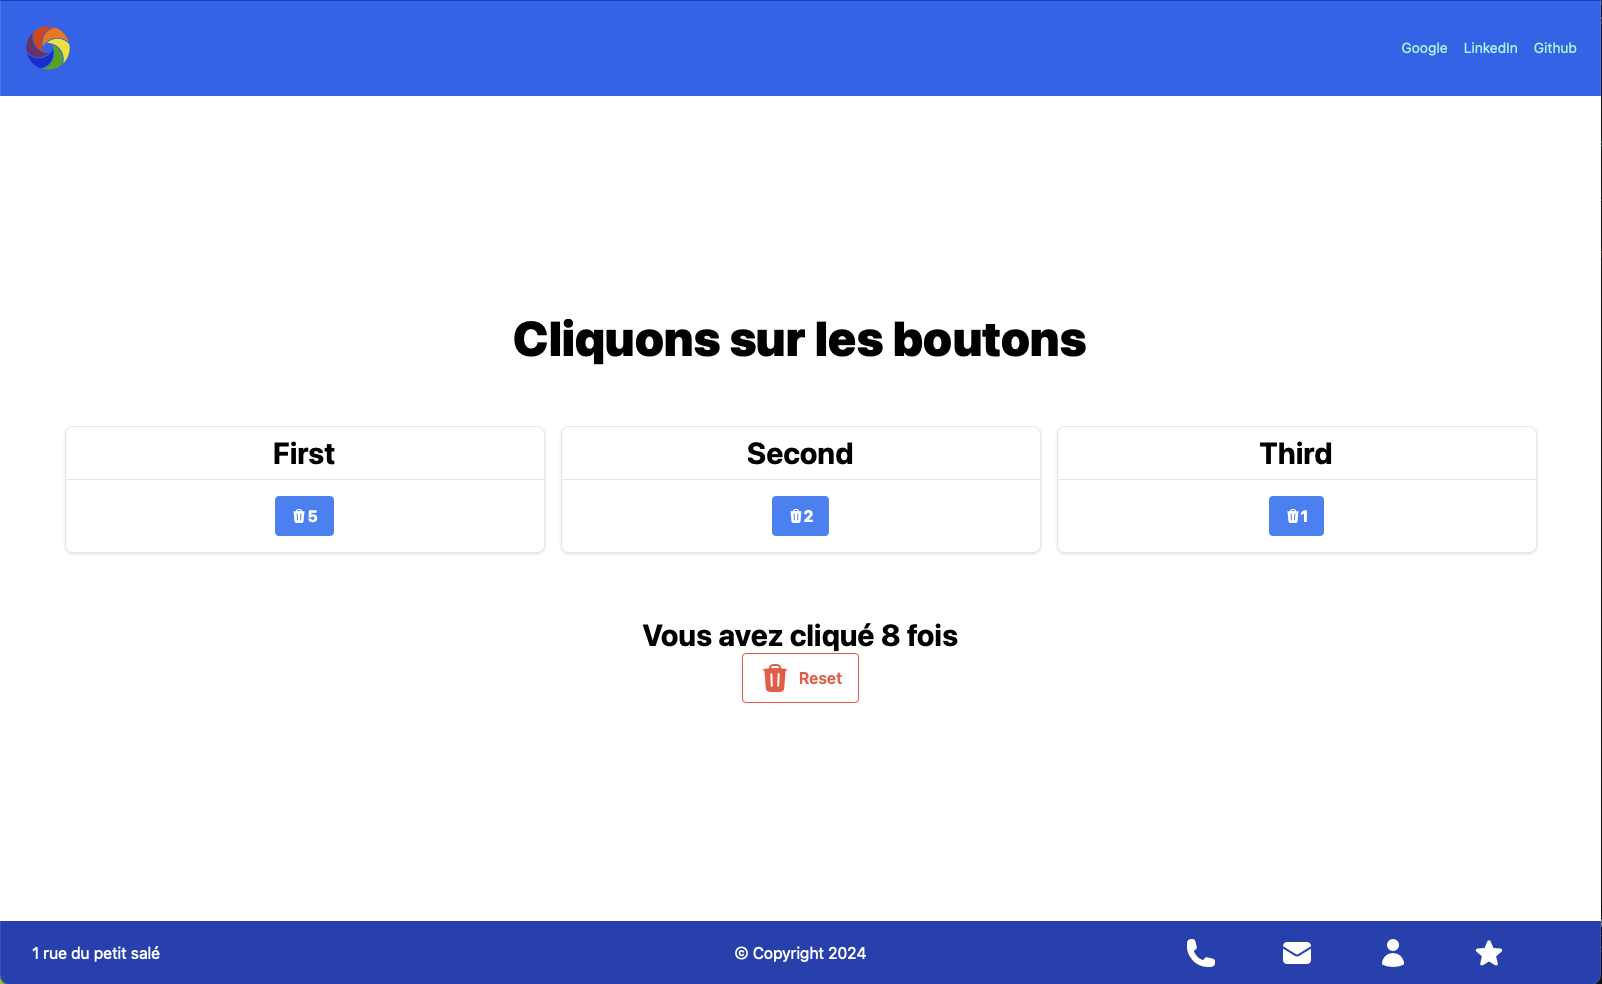 Google LinkedIn Github
Cliquons sur les boutons
First Second Third
5 2 1
Vous avez cliqué 8 fois
Reset
1 rue du petit salé © Copyright 2024